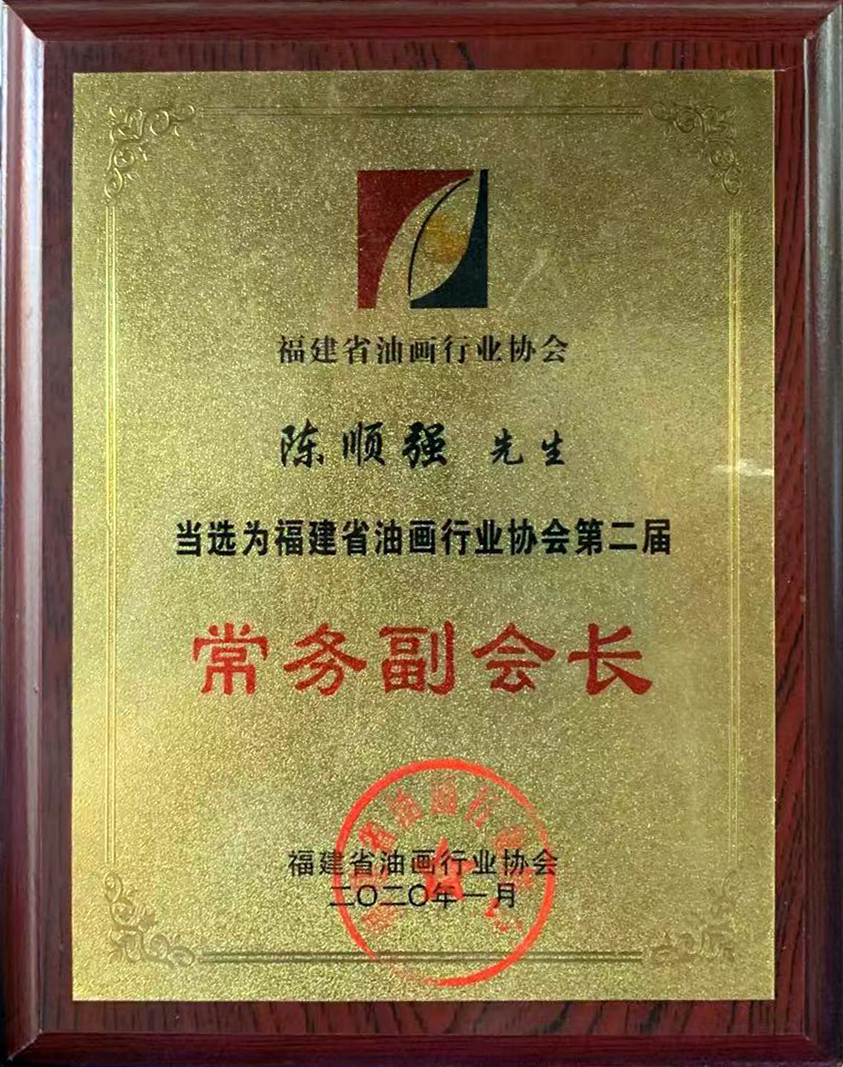 福建省油画行业协会
陈顺强 先生
当选为福建省油画行业协会第二届
常务副会长
福建省油画行业协会
二〇二〇年一月